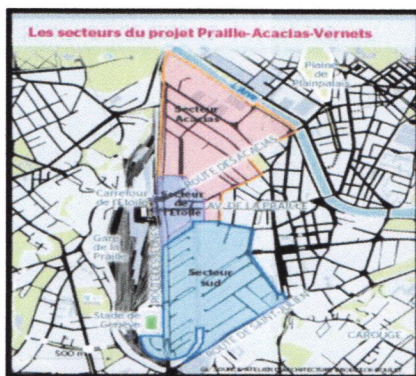 Les secteurs du projet Praille-Acacias-Vernets
Plaine
de
Plainpalais
L'Arve
Secteur
Acacias
ROUTE DES ACACIAS
Carrefour
de l'Etoile
Secteur
de
l'Etoile
AV. DE LA PRAILLE
Gare
de la
Praille
Secteur
sud
Stade de
Genève
ROUTE DE SAINT-JULIEN
CAROUGE
500 m